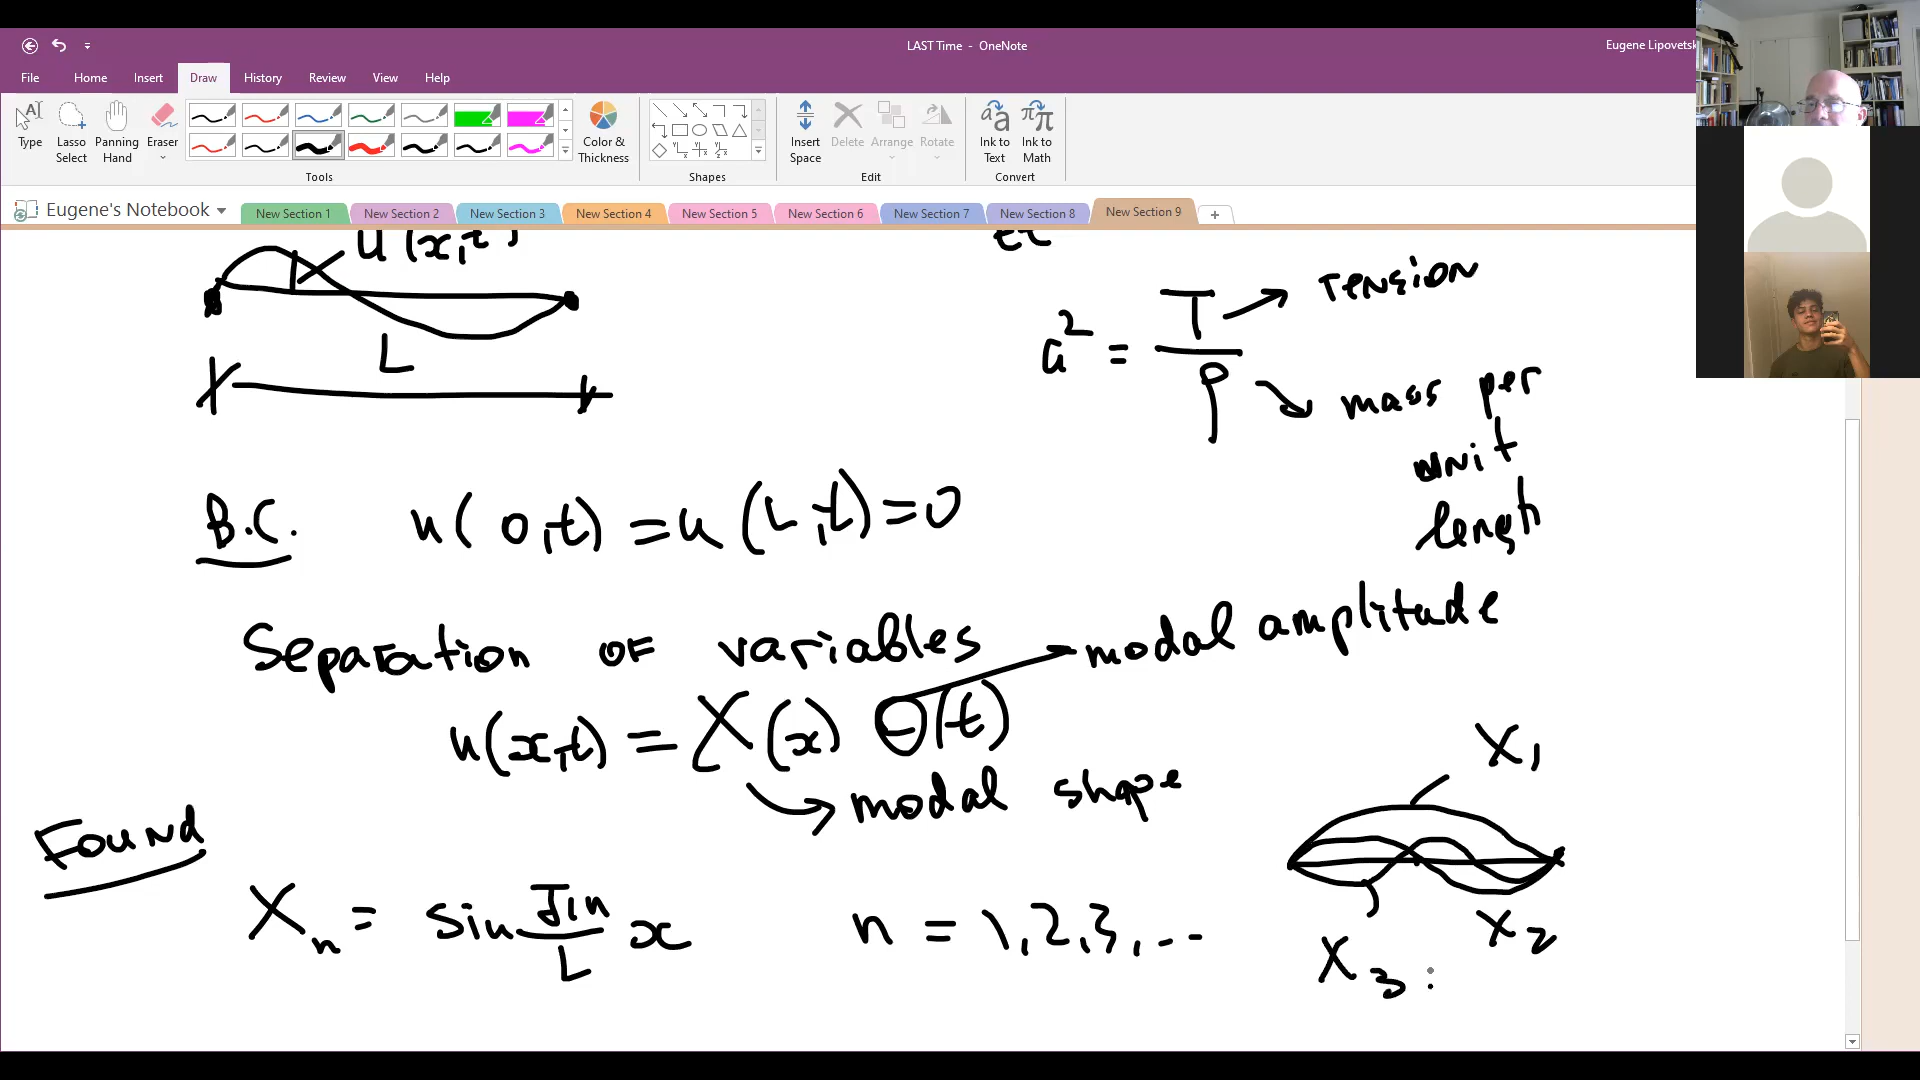 LAST Time - OneNote
Eugene Lipovetsk
File Home Insert Draw History Review View Help
Type
Lasso Select
Panning Hand
Eraser
Color & Thickness
Insert Space
Delete
Arrange
Rotate
Ink to Text
Ink to Math
Tools
Shapes
Edit
Convert
Eugene's Notebook
New Section 1 New Section 2 New Section 3 New Section 4 New Section 5 New Section 6 New Section 7 New Section 8 New Section 9
u(x,t)
tt
L
a² = T/ρ
Tension
mass per
unit
length
B.C. u(0,t) = u(L,t) = 0
Separation of variables
modal amplitude
u(x,t) = X(x) Θ(t)
modal shape
X₁
Found
Xₙ = sin πn/L x n = 1,2,3,...
X₂
X₃